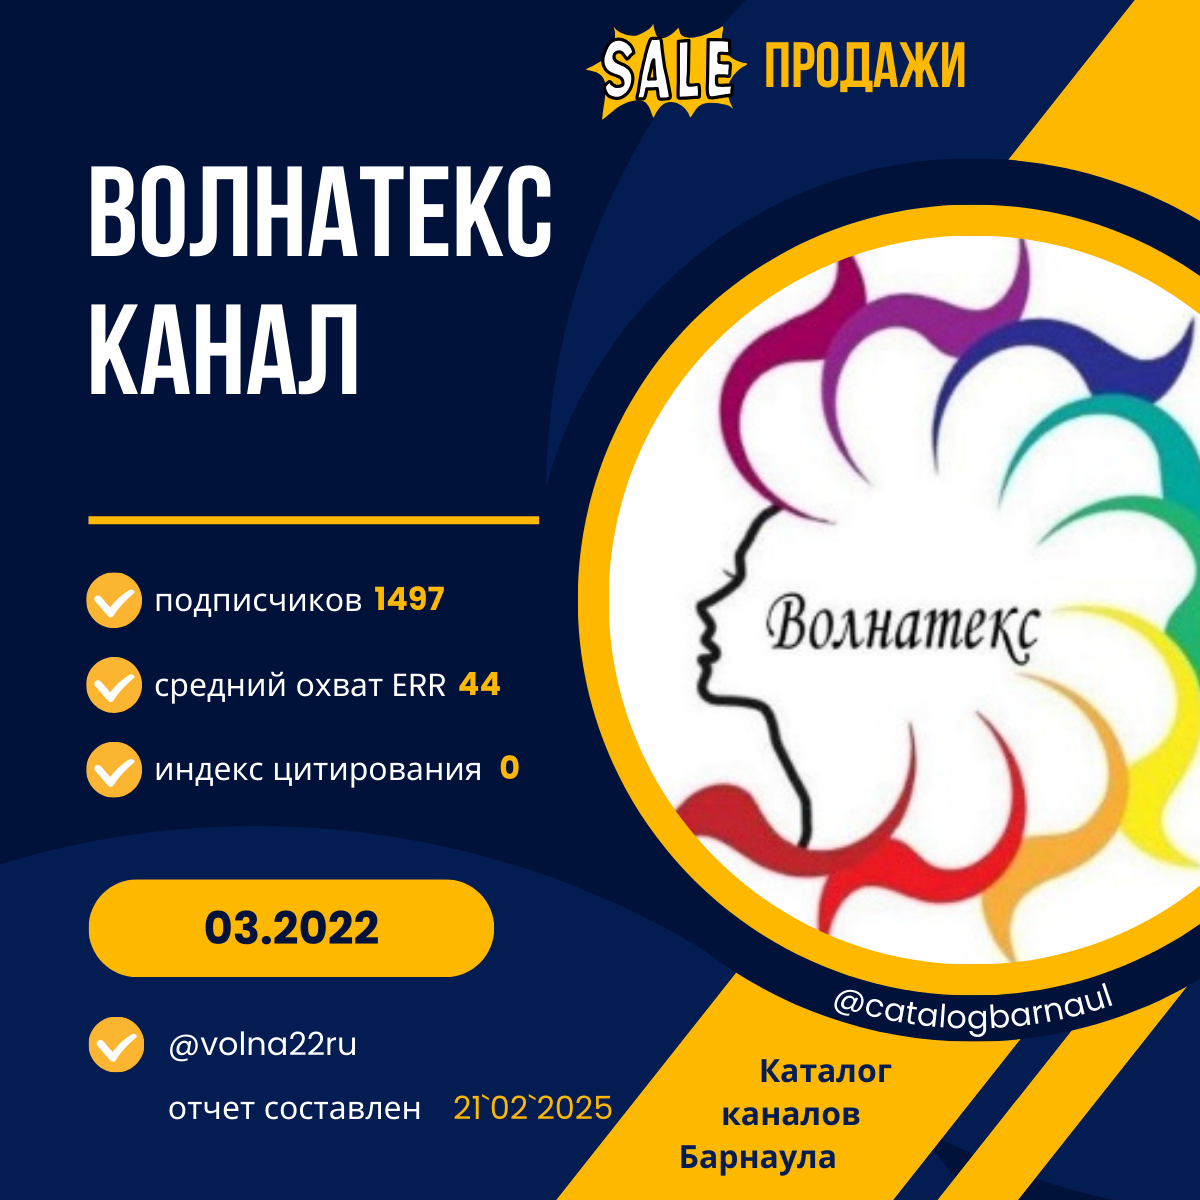 SALE ПРОДАЖИ
ВОЛНАТЕКС
КАНАЛ
подписчиков 1497
средний охват ERR 44
индекс цитирования 0
Волнатекс
03.2022
@volna22ru
отчет составлен 21`02`2025
@catalogbarnaul
Каталог
каналов
Барнаула